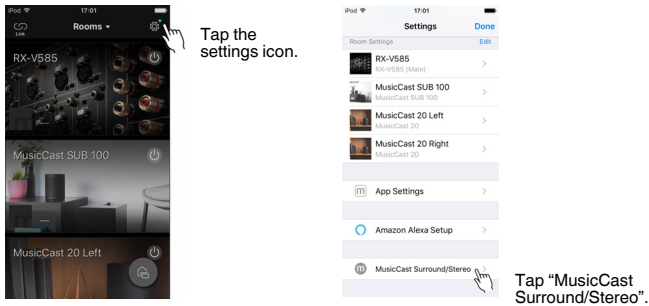 iPod 17:01
Rooms
Link
Tap the
settings icon.
RX-V585
MusicCast SUB 100
MusicCast 20 Left
iPod 17:01
Settings Done
Room Settings Edit
RX-V585
RX-V585 (Main)
MusicCast SUB 100
MusicCast SUB 100
MusicCast 20 Left
MusicCast 20
MusicCast 20 Right
MusicCast 20
m App Settings
Amazon Alexa Setup
m MusicCast Surround/Stereo
Tap “MusicCast
Surround/Stereo”.